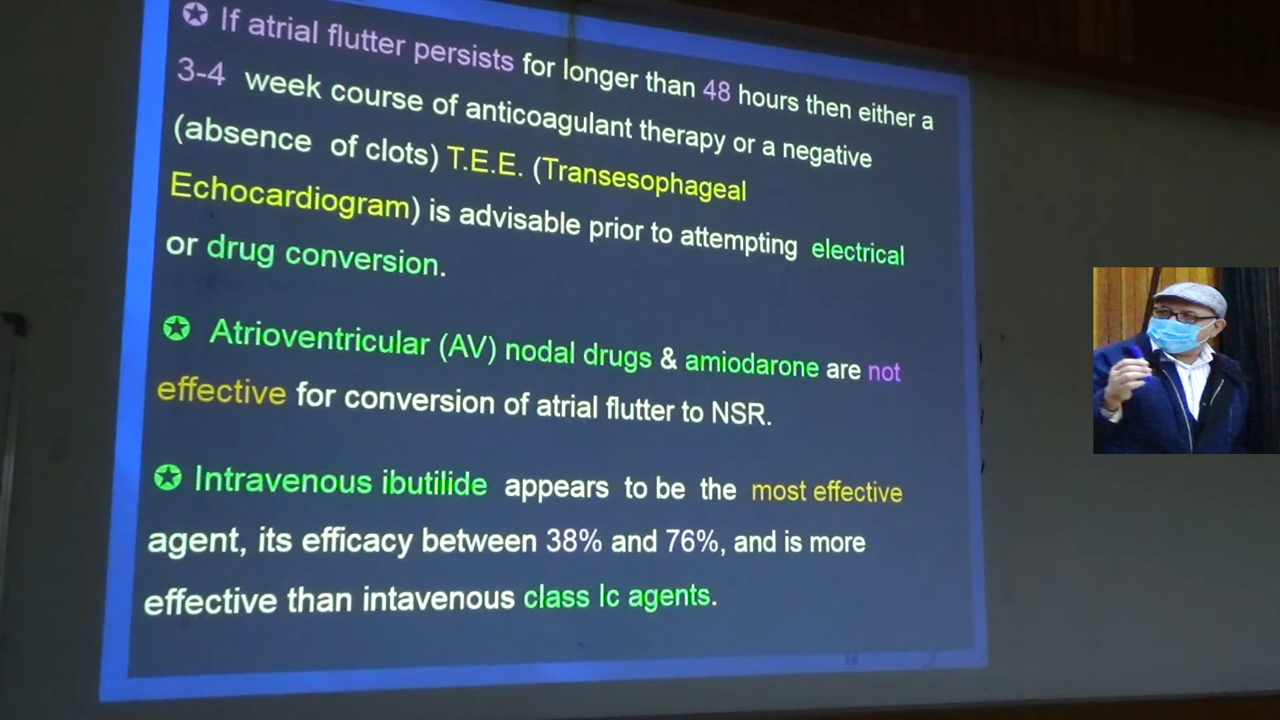 If atrial flutter persists for longer than 48 hours then either a
3-4 week course of anticoagulant therapy or a negative
(absence of clots) T.E.E. (Transesophageal
Echocardiogram) is advisable prior to attempting electrical
or drug conversion.
Atrioventricular (AV) nodal drugs & amiodarone are not
effective for conversion of atrial flutter to NSR.
Intravenous ibutilide appears to be the most effective
agent, its efficacy between 38% and 76%, and is more
effective than intavenous class Ic agents.